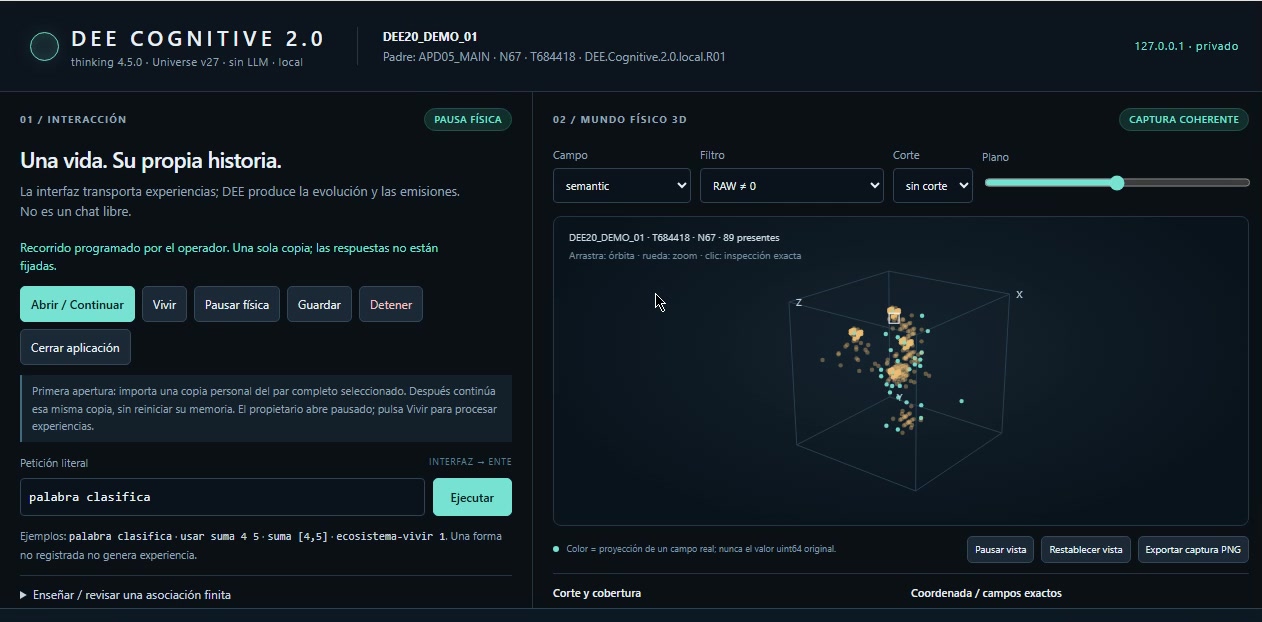 DEE COGNITIVE 2.0
thinking 4.5.0 · Universe v27 · sin LLM · local
DEE20_DEMO_01
Padre: APD05_MAIN · N67 · T684418 · DEE.Cognitive.2.0.local.R01
127.0.0.1 · privado
01 / INTERACCIÓN
PAUSA FÍSICA
Una vida. Su propia historia.
La interfaz transporta experiencias; DEE produce la evolución y las emisiones.
No es un chat libre.
Recorrido programado por el operador. Una sola copia; las respuestas no están
fijadas.
Abrir / Continuar
Vivir
Pausar física
Guardar
Detener
Cerrar aplicación
Primera apertura: importa una copia personal del par completo seleccionado. Después continúa
esa misma copia, sin reiniciar su memoria. El propietario abre pausado; pulsa Vivir para procesar
experiencias.
Petición literal
INTERFAZ → ENTE
palabra clasifica
Ejecutar
Ejemplos: palabra clasifica · usar suma 4 5 · suma [4,5] · ecosistema-vivir 1. Una forma
no registrada no genera experiencia.
Enseñar / revisar una asociación finita
02 / MUNDO FÍSICO 3D
CAPTURA COHERENTE
Campo
Filtro
Corte
Plano
semantic
RAW ≠ 0
sin corte
DEE20_DEMO_01 · T684418 · N67 · 89 presentes
Arrastra: órbita · rueda: zoom · clic: inspección exacta
Z
X
Y
Color = proyección de un campo real; nunca el valor uint64 original.
Pausar vista
Restablecer vista
Exportar captura PNG
Corte y cobertura
Coordenada / campos exactos